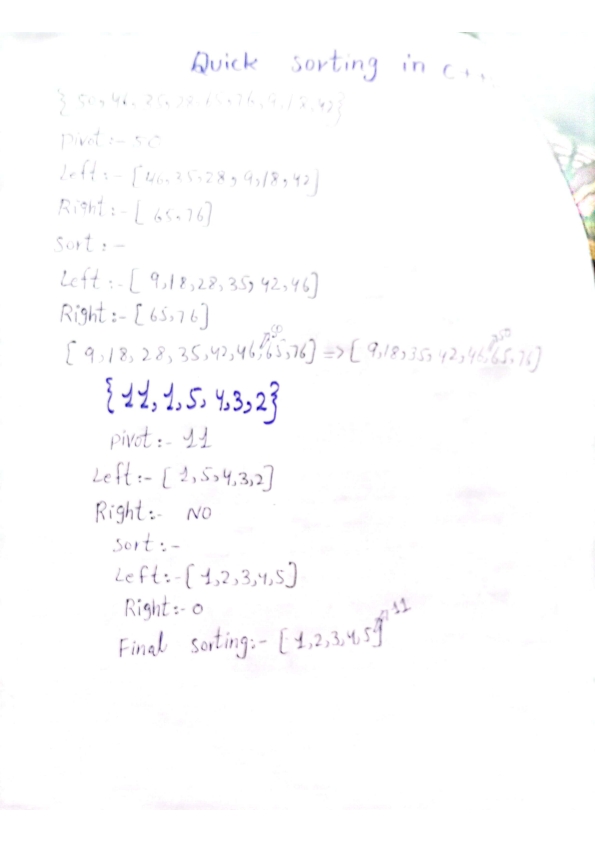 Quick sorting in C++
{ 50, 46, 35, 28, 65, 76, 9, 18, 42}
Pivot :- 50
Left :- [46, 35, 28, 9, 18, 42]
Right :- [ 65, 76]
Sort : -
Left :- [ 9, 18, 28, 35, 42, 46]
Right :- [65, 76]
[ 9, 18, 28, 35, 42, 46, 65, 76] => [ 9, 18, 35, 42, 46, 65, 76]
{11, 1, 5, 4, 3, 2}
pivot :- 11
Left :- [ 1, 5, 4, 3, 2]
Right :- NO
Sort : -
Left :- [ 1, 2, 3, 4, 5]
Right :- 0
Final sorting :- [ 1, 2, 3, 4, 5] 11